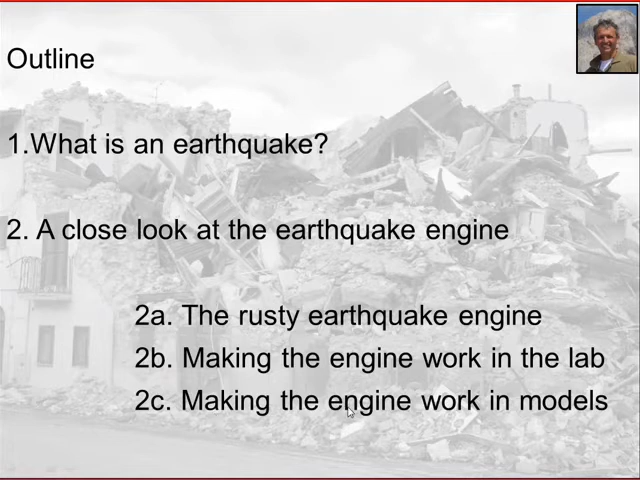 Outline
1.What is an earthquake?
2. A close look at the earthquake engine
2a. The rusty earthquake engine
2b. Making the engine work in the lab
2c. Making the engine work in models